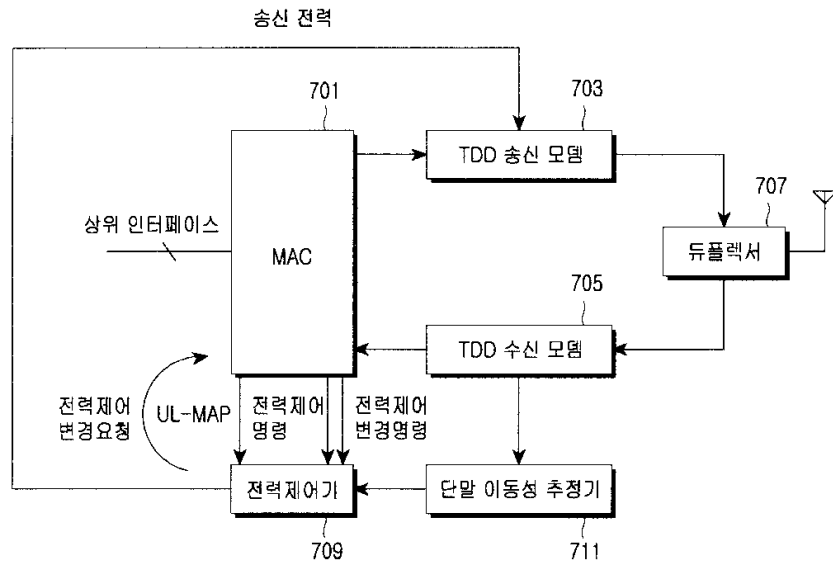 송신 전력
701
703
TDD 송신 모뎀
707
상위 인터페이스
MAC
듀플렉서
705
TDD 수신 모뎀
전력제어
변경요청
UL-MAP
전력제어
명령
전력제어
변경명령
전력제어가
단말 이동성 추정기
709
711